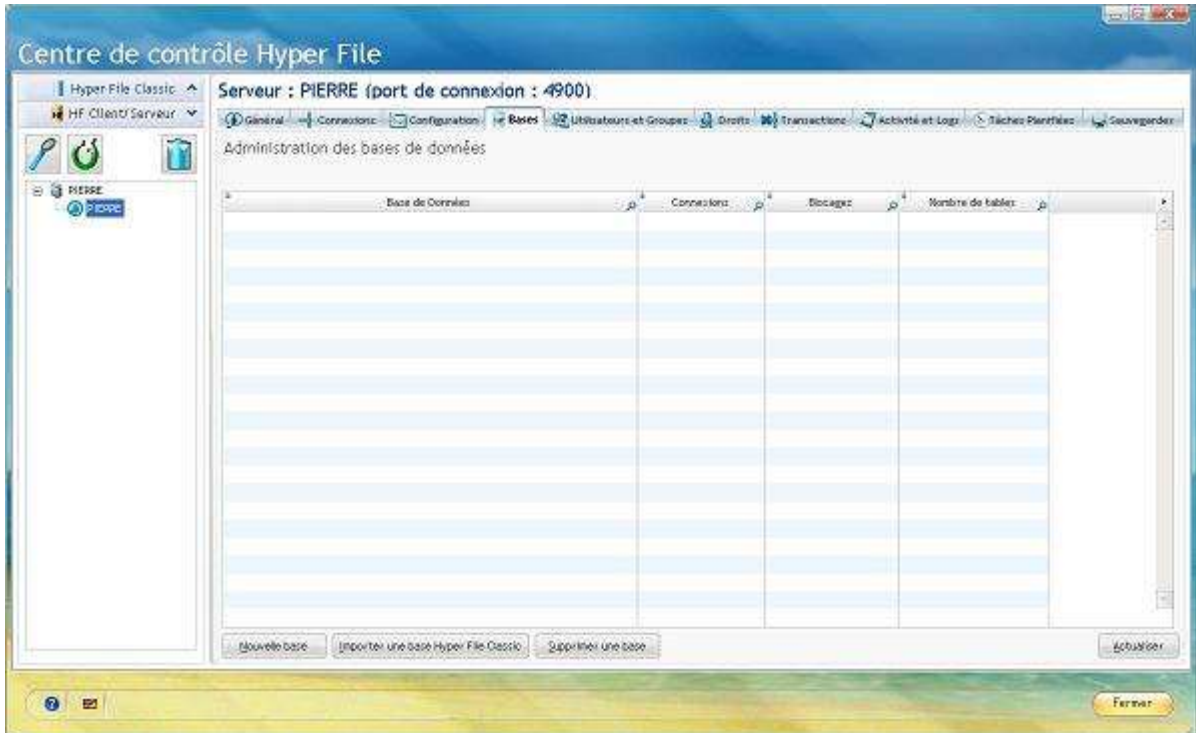 Centre de contrôle Hyper File
Hyper File Classic
HF Client/Serveur
PIERRE
PIERRE
Serveur : PIERRE (port de connexion : 4900)
Général Connexions Configuration Bases Utilisateurs et Groupes Droits Transactions Activité et Logs Tâches Planifiées Sauvegardes
Administration des bases de données
Base de Données Connexions Blocages Nombre de tables
Nouvelle base Importer une base Hyper File Classic Supprimer une base Actualiser
Fermer